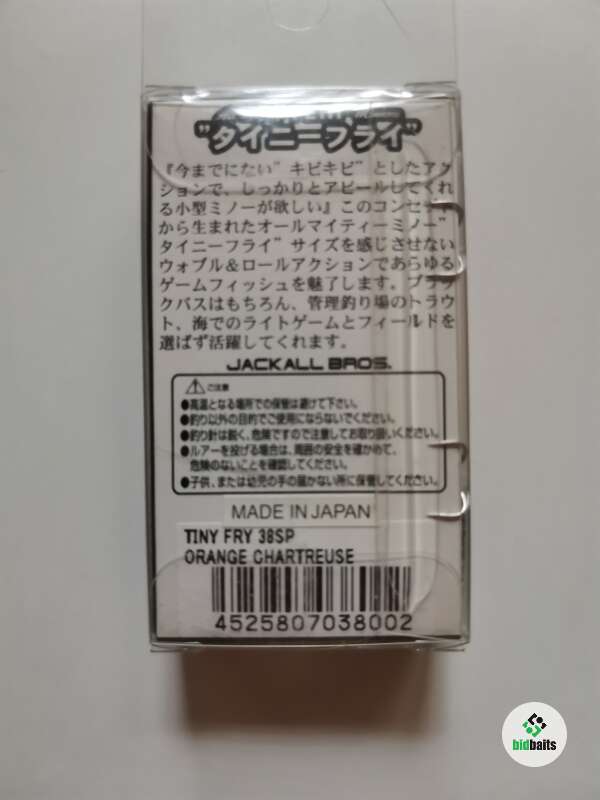 "タイニーフライ"
『今までにない"キビキビ"としたアク
ションで、しっかりとアピールしてくれ
る小型ミノーが欲しい』このコンセプト
から生まれたオールマイティーミノー"
タイニーフライ"サイズを感じさせない
ウォブル＆ロールアクションであらゆる
ゲームフィッシュを魅了します。ブラッ
クバスはもちろん、管理釣り場のトラウ
ト、海でのライトゲームとフィールドを
選ばず活躍してくれます。
JACKALL BROS.
ご注意
●高温となる場所での保管は避けて下さい。
●釣り以外の目的でご使用にならないでください。
●釣り針は鋭く、危険ですので注意してお取り扱いください。
●ルアーを投げる場合は、周囲の安全を確かめて、
危険のないことを確認してください。
●子供、または幼児の手の届かない所に保管してください。
MADE IN JAPAN
TINY FRY 38SP
ORANGE CHARTREUSE
4525807038002
bidbaits